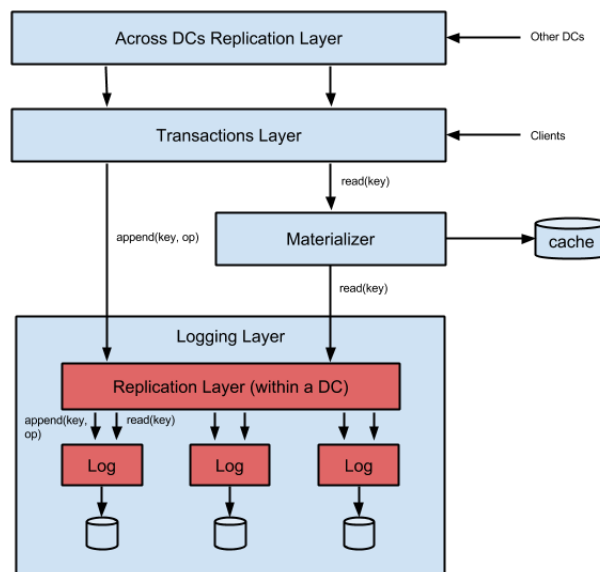 Across DCs Replication Layer
Other DCs
Transactions Layer
Clients
read(key)
append(key, op)
Materializer
cache
read(key)
Logging Layer
Replication Layer (within a DC)
append(key,
op)
read(key)
Log
Log
Log